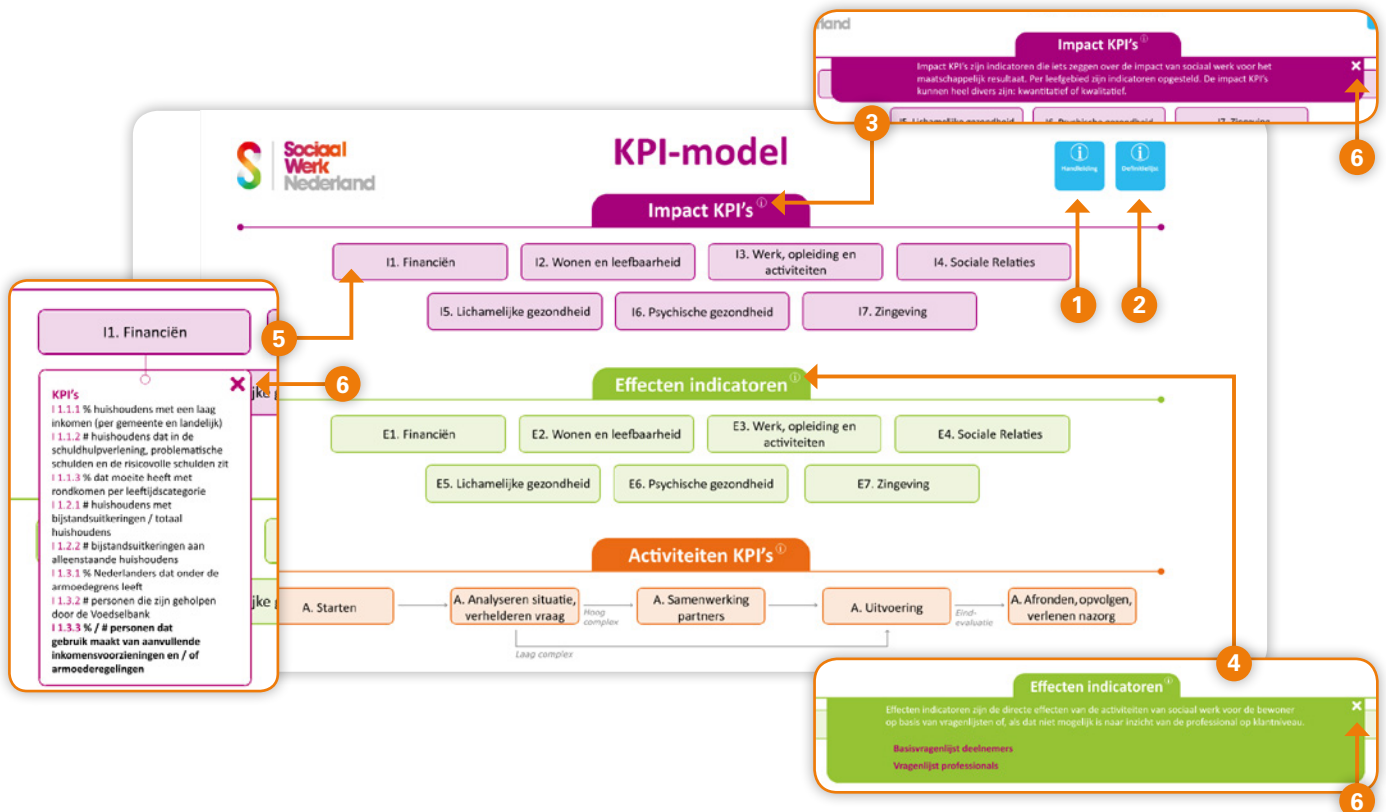 rland
Impact KPI's
Impact KPI's zijn indicatoren die iets zeggen over de impact van sociaal werk voor het
maatschappelijk resultaat. Per leefgebied zijn indicatoren opgesteld. De impact KPI's
kunnen heel divers zijn: kwantitatief of kwalitatief.
I5. Lichamelijke gezondheid
I6. Psychische gezondheid
I7. Zingeving
3
6
Sociaal
Werk
Nederland
KPI-model
Handleiding
Definitielijst
Impact KPI's
1
2
I1. Financiën
I2. Wonen en leefbaarheid
I3. Werk, opleiding en
activiteiten
I4. Sociale Relaties
I5. Lichamelijke gezondheid
I6. Psychische gezondheid
I7. Zingeving
I1. Financiën
5
6
jke g
KPI's
I 1.1.1 % huishoudens met een laag
inkomen (per gemeente en landelijk)
I 1.1.2 # huishoudens dat in de
schuldhulpverlening, problematische
schulden en de risicovolle schulden zit
I 1.1.3 % dat moeite heeft met
rondkomen per leeftijdscategorie
I 1.2.1 # huishoudens met
bijstandsuitkeringen / totaal
huishoudens
I 1.2.2 # bijstandsuitkeringen aan
alleenstaande huishoudens
I 1.3.1 % Nederlanders dat onder de
armoedegrens leeft
I 1.3.2 # personen die zijn geholpen
door de Voedselbank
I 1.3.3 % / # personen dat
gebruik maakt van aanvullende
inkomensvoorzieningen en / of
armoederegelingen
jke g
Effecten indicatoren
E1. Financiën
E2. Wonen en leefbaarheid
E3. Werk, opleiding en
activiteiten
E4. Sociale Relaties
E5. Lichamelijke gezondheid
E6. Psychische gezondheid
E7. Zingeving
Activiteiten KPI's
A. Starten
A. Analyseren situatie,
verhelderen vraag
Hoog
complex
A. Samenwerking
partners
A. Uitvoering
Eind-
evaluatie
A. Afronden, opvolgen,
verlenen nazorg
Laag complex
4
Effecten indicatoren
Effecten indicatoren zijn de directe effecten van de activiteiten van sociaal werk voor de bewoner
op basis van vragenlijsten of, als dat niet mogelijk is naar inzicht van de professional op klantniveau.
Basisvragenlijst deelnemers
Vragenlijst professionals
6